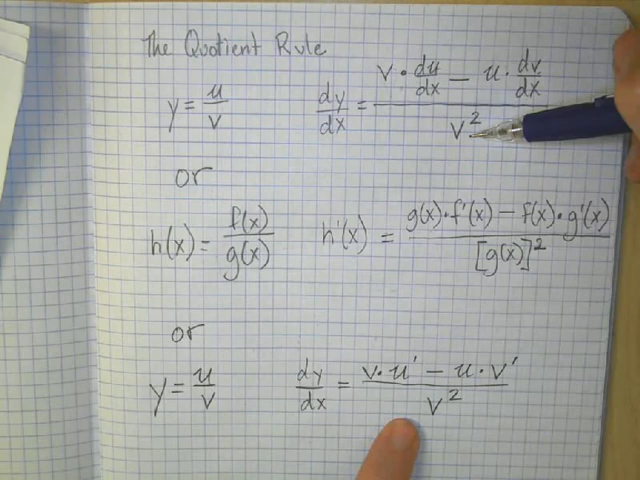 The Quotient Rule
y = u/v    dy/dx = (v · du/dx − u · dv/dx)/v²
or
h(x) = f(x)/g(x)    h'(x) = (g(x)·f'(x) − f(x)·g'(x))/[g(x)]²
or
y = u/v    dy/dx = (v · u' − u · v')/v²